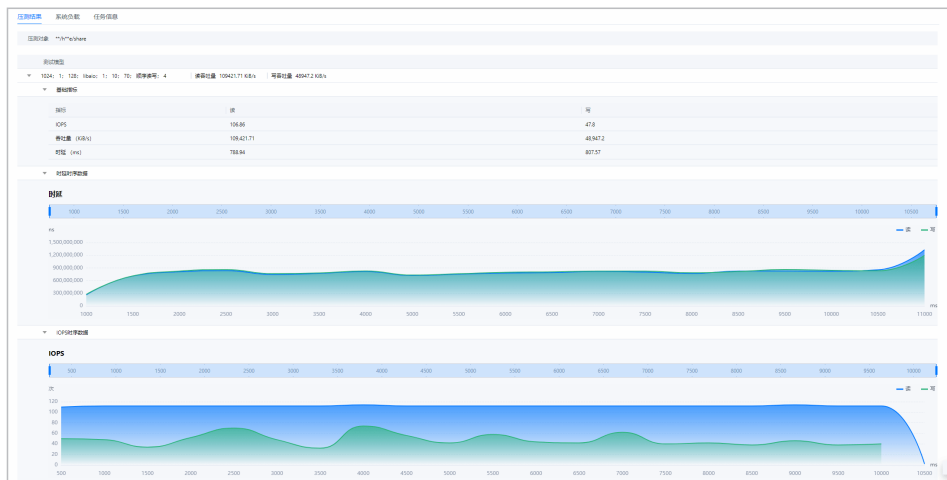 压测结果 系统负载 任务信息
压测对象 **/h**e/share
测试模型
1024; 1; 128; libaio; 1; 10; 70; 顺序读写; 4 读吞吐量 109421.71 KiB/s 写吞吐量 48947.2 KiB/s
基础指标
指标 读 写
IOPS 106.86 47.8
吞吐量 (KiB/s) 109,421.71 48,947.2
时延 (ms) 788.94 807.57
时延时序数据
时延
1000 1500 2000 2500 3000 3500 4000 5000 5500 6000 6500 7000 7500 8000 8500 9000 9500 10000 10500
ns 读 写
1,500,000,000
1,200,000,000
900,000,000
600,000,000
300,000,000
0
ms
1000 1500 2000 2500 3000 3500 4000 5000 5500 6000 6500 7000 7500 8000 8500 9000 9500 10000 10500 11000
IOPS时序数据
IOPS
500 1000 1500 2000 2500 3000 3500 4000 4500 5000 5500 6000 6500 7000 7500 8000 8500 9000 9500 10000
次 读 写
120
100
80
60
40
20
0
ms
500 1000 1500 2000 2500 3000 3500 4000 4500 5000 5500 6000 6500 7000 7500 8000 8500 9000 9500 10000 10500